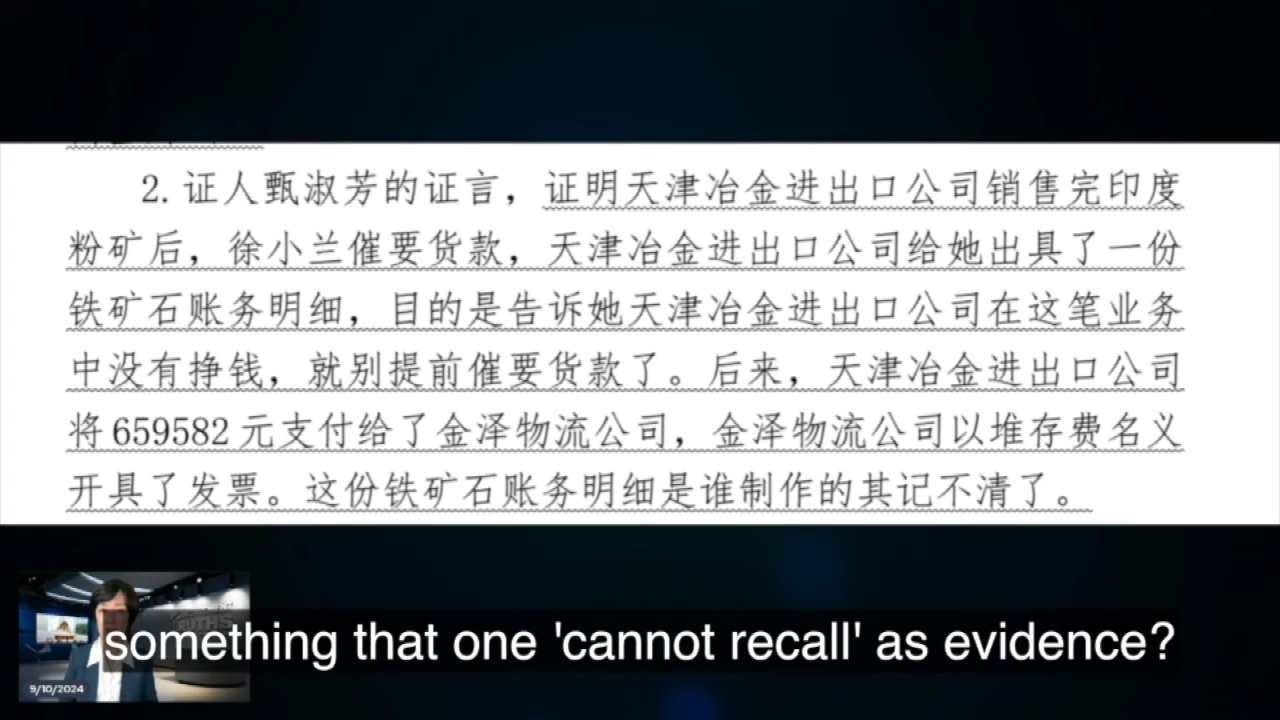 2. 证人甄淑芳的证言，证明天津冶金进出口公司销售完印度
粉矿后，徐小兰催要货款，天津冶金进出口公司给她出具了一份
铁矿石账务明细，目的是告诉她天津冶金进出口公司在这笔业务
中没有挣钱，就别提前催要货款了。后来，天津冶金进出口公司
将659582元支付给了金泽物流公司，金泽物流公司以堆存费名义
开具了发票。这份铁矿石账务明细是谁制作的其记不清了。
something that one 'cannot recall' as evidence?
9/10/2024